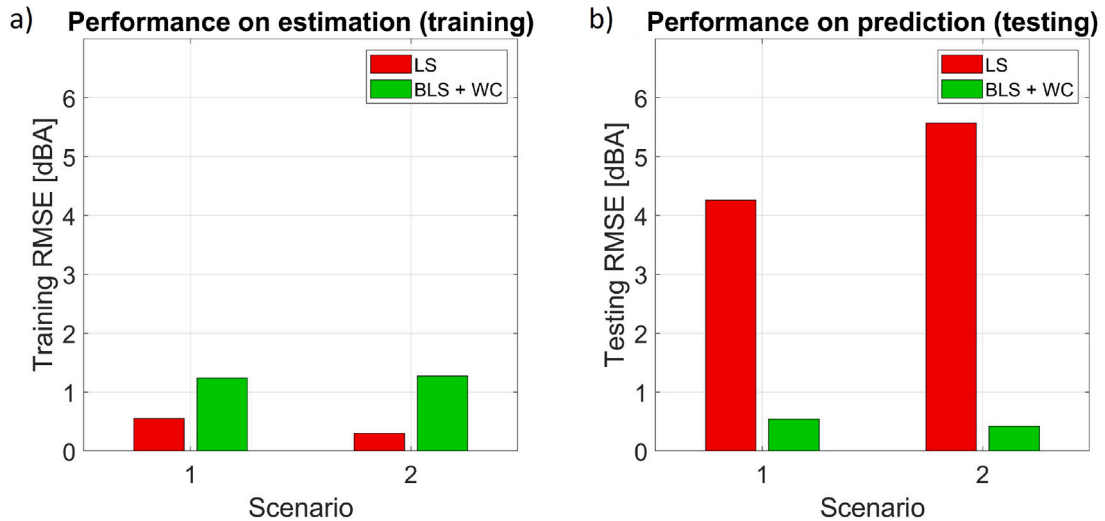 a)
Performance on estimation (training)
LS
BLS + WC
6
5
4
3
2
1
0
Training RMSE [dBA]
1
2
Scenario
b)
Performance on prediction (testing)
LS
BLS + WC
6
5
4
3
2
1
0
Testing RMSE [dBA]
1
2
Scenario